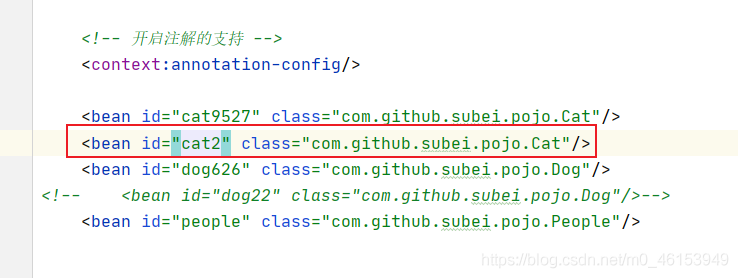 <!-- 开启注解的支持 -->
<context:annotation-config/>
<bean id="cat9527" class="com.github.subei.pojo.Cat"/>
<bean id="cat2" class="com.github.subei.pojo.Cat"/>
<bean id="dog626" class="com.github.subei.pojo.Dog"/>
<!-- <bean id="dog22" class="com.github.subei.pojo.Dog"/>-->
<bean id="people" class="com.github.subei.pojo.People"/>
https://blog.csdn.net/m0_46153949